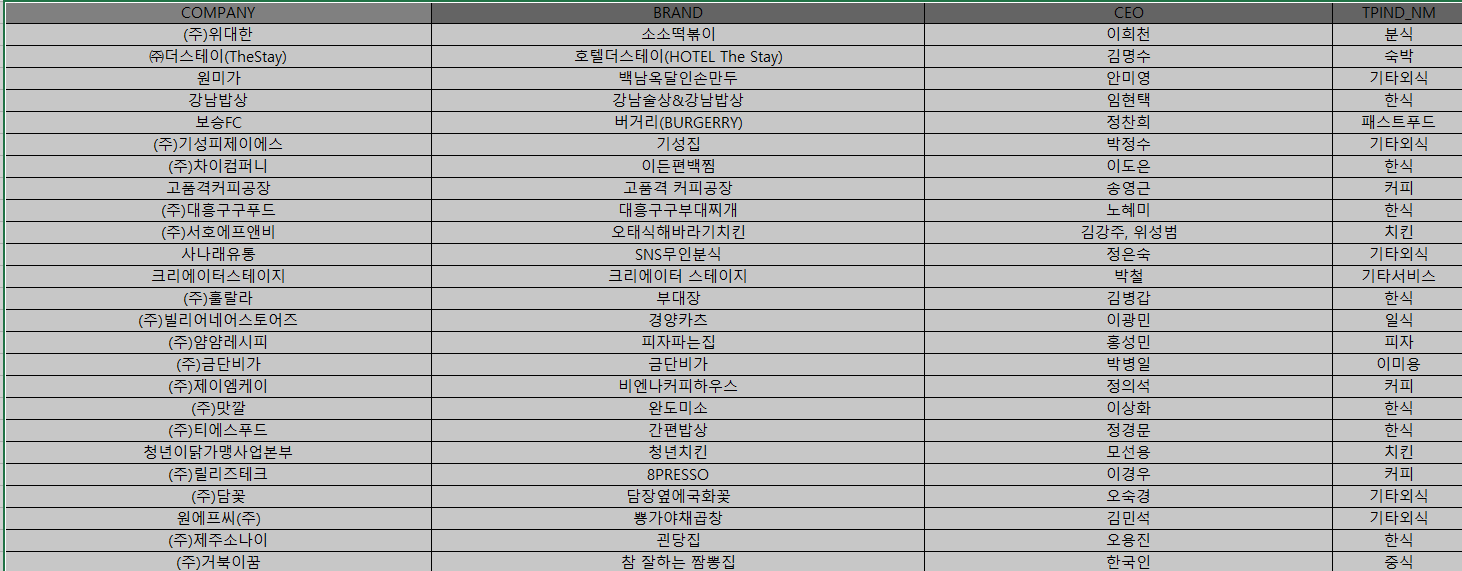 COMPANY BRAND CEO TPIND_NM
(주)위대한 소소떡볶이 이희천 분식
㈜더스테이(TheStay) 호텔더스테이(HOTEL The Stay) 김명수 숙박
원미가 백남옥달인손만두 안미영 기타외식
강남밥상 강남술상&강남밥상 임현택 한식
보승FC 버거리(BURGERRY) 정찬희 패스트푸드
(주)기성피제이에스 기성집 박정수 기타외식
(주)차이컴퍼니 이든편백찜 이도은 한식
고품격커피공장 고품격 커피공장 송영근 커피
(주)대흥구구푸드 대흥구구부대찌개 노혜미 한식
(주)서호에프앤비 오태식해바라기치킨 김강주, 위성범 치킨
사나래유통 SNS무인분식 정은숙 기타외식
크리에이터스테이지 크리에이터 스테이지 박철 기타서비스
(주)훌랄라 부대장 김병갑 한식
(주)빌리어네어스토어즈 경양카츠 이광민 일식
(주)얌얌레시피 피자파는집 홍성민 피자
(주)금단비가 금단비가 박병일 이미용
(주)제이엠케이 비엔나커피하우스 정의석 커피
(주)맛깔 완도미소 이상화 한식
(주)티에스푸드 간편밥상 정경문 한식
청년이닭가맹사업본부 청년치킨 모선용 치킨
(주)릴리즈테크 8PRESSO 이경우 커피
(주)담꽃 담장옆에국화꽃 오숙경 기타외식
원에프씨(주) 뽕가야채곱창 김민석 기타외식
(주)제주소나이 괸당집 오용진 한식
(주)거북이꿈 참 잘하는 짬뽕집 한국인 중식